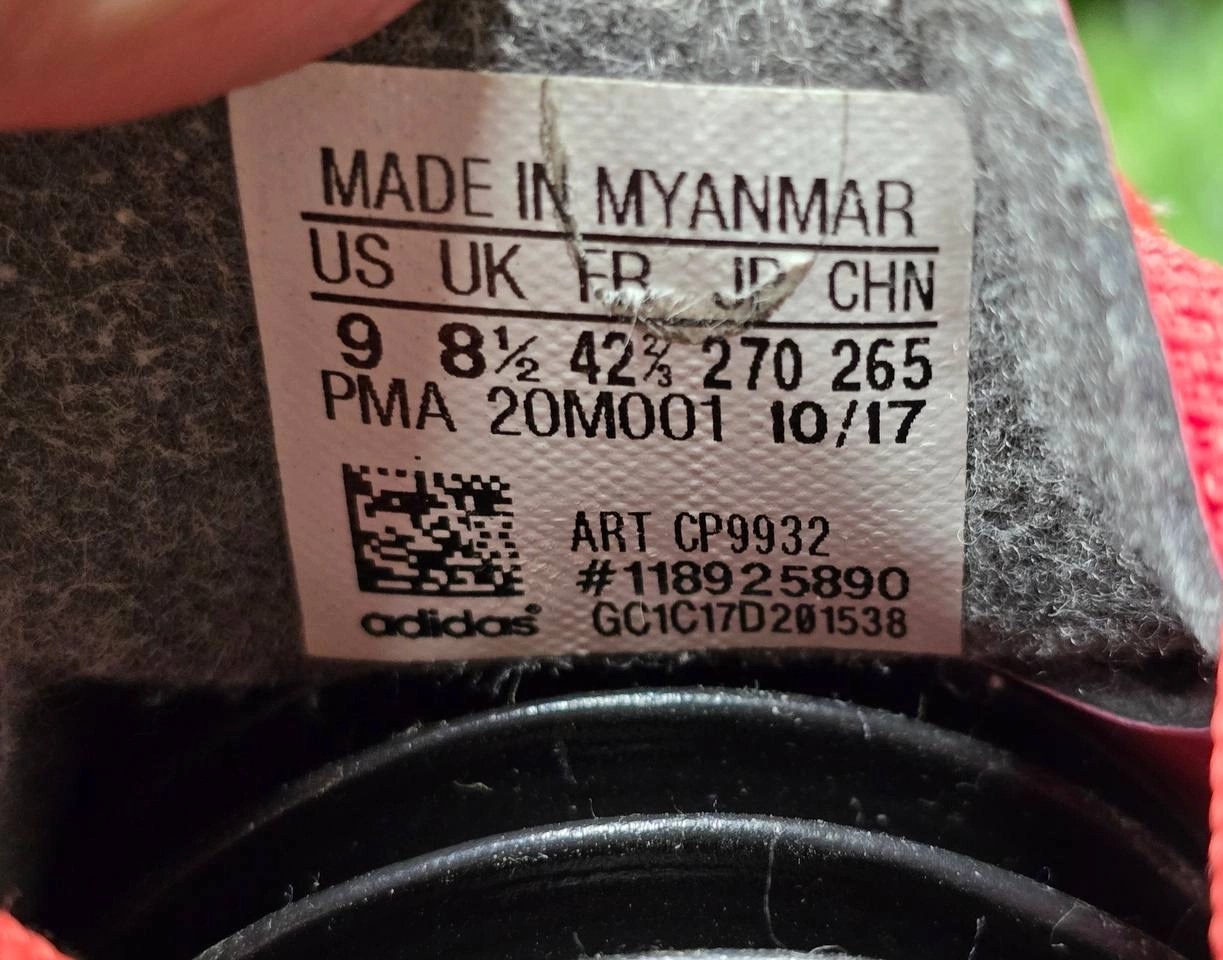 MADE IN MYANMAR
US UK FR JP CHN
9 8½ 42⅔ 270 265
PMA 20M001 10/17
ART CP9932
#118925890
adidas® GC1C17D201538